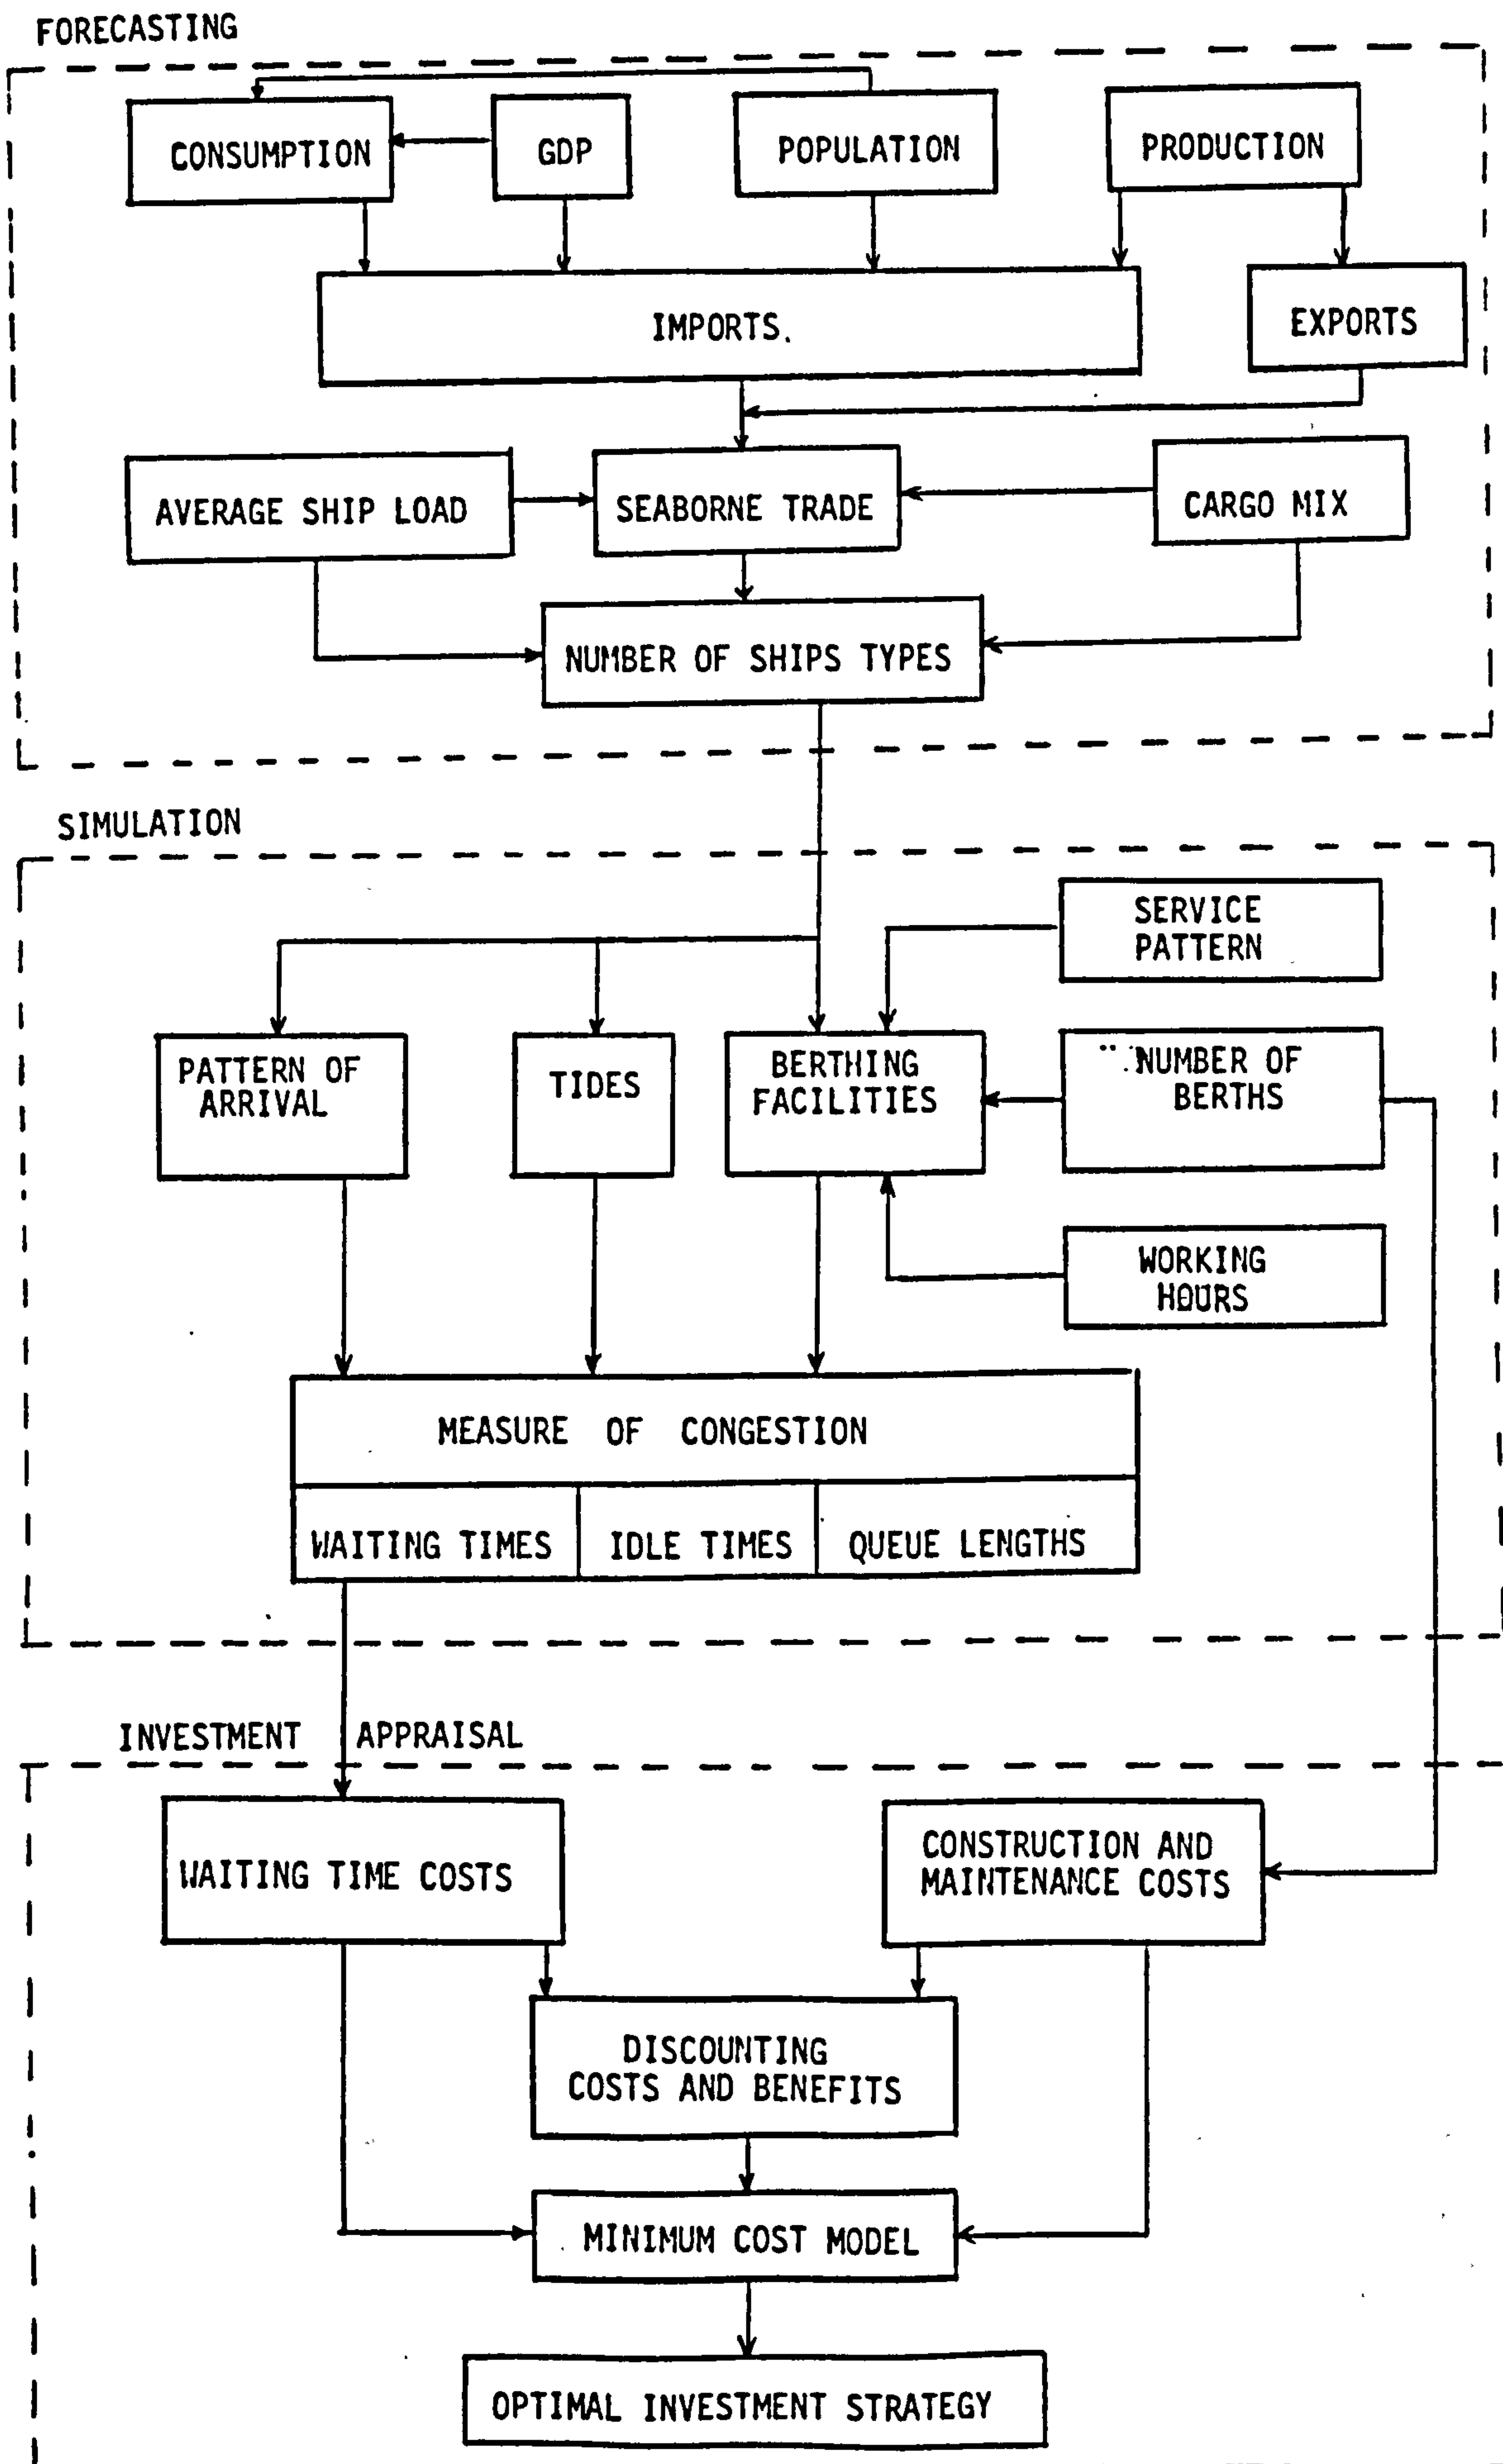 FORECASTING
CONSUMPTION
GDP
POPULATION
PRODUCTION
IMPORTS.
EXPORTS
AVERAGE SHIP LOAD
SEABORNE TRADE
CARGO MIX
NUMBER OF SHIPS TYPES
SIMULATION
SERVICE
PATTERN
PATTERN OF
ARRIVAL
TIDES
BERTHING
FACILITIES
NUMBER OF
BERTHS
WORKING
HOURS
MEASURE OF CONGESTION
WAITING TIMES
IDLE TIMES
QUEUE LENGTHS
INVESTMENT APPRAISAL
WAITING TIME COSTS
CONSTRUCTION AND
MAINTENANCE COSTS
DISCOUNTING
COSTS AND BENEFITS
MINIMUM COST MODEL
OPTIMAL INVESTMENT STRATEGY